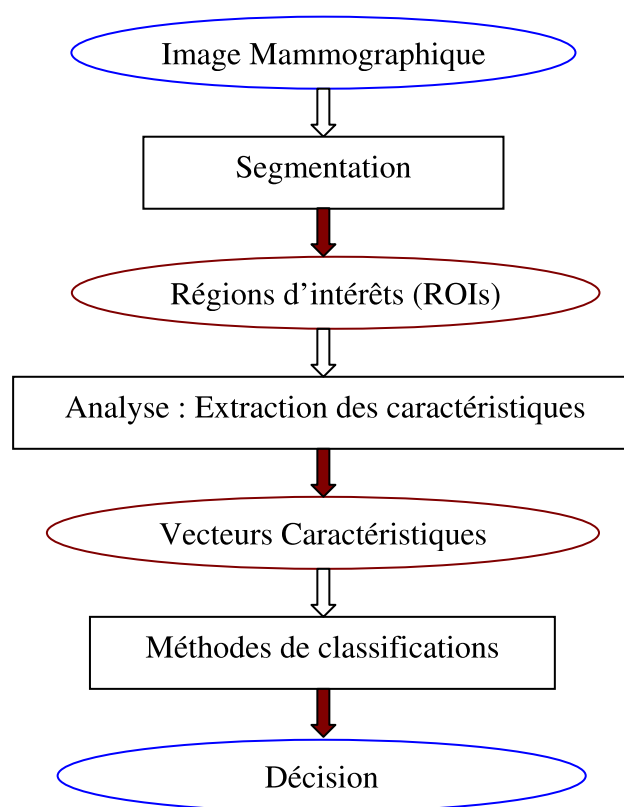 Image Mammographique
Segmentation
Régions d’intérêts (ROIs)
Analyse : Extraction des caractéristiques
Vecteurs Caractéristiques
Méthodes de classifications
Décision